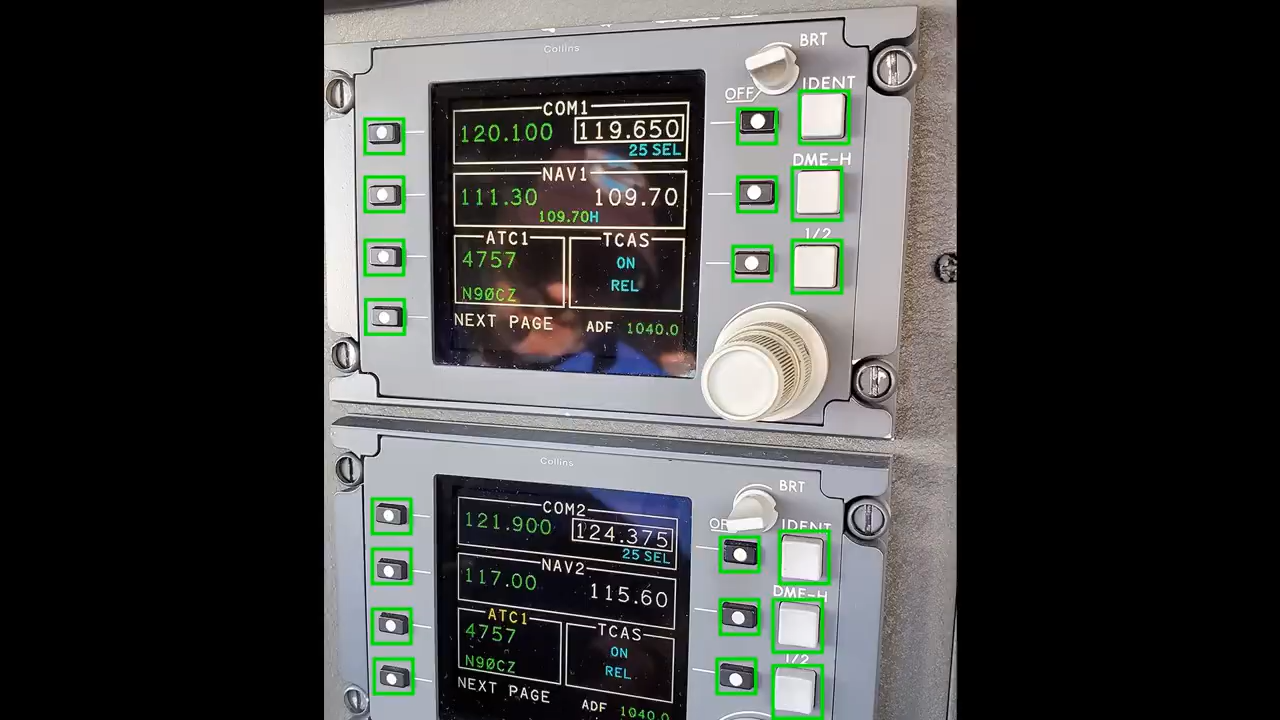 Collins
BRT
OFF
IDENT
COM1
120.100 119.650
25 SEL
DME-H
NAV1
111.30 109.70
109.70H
1/2
ATC1 TCAS
4757 ON
N90CZ REL
NEXT PAGE ADF 1040.0
Collins
BRT
IDENT
COM2
121.900 124.375
25 SEL
NAV2
117.00 115.60
DME-H
ATC1 TCAS
4757 ON
N90CZ REL
1/2
NEXT PAGE ADF 1040.0